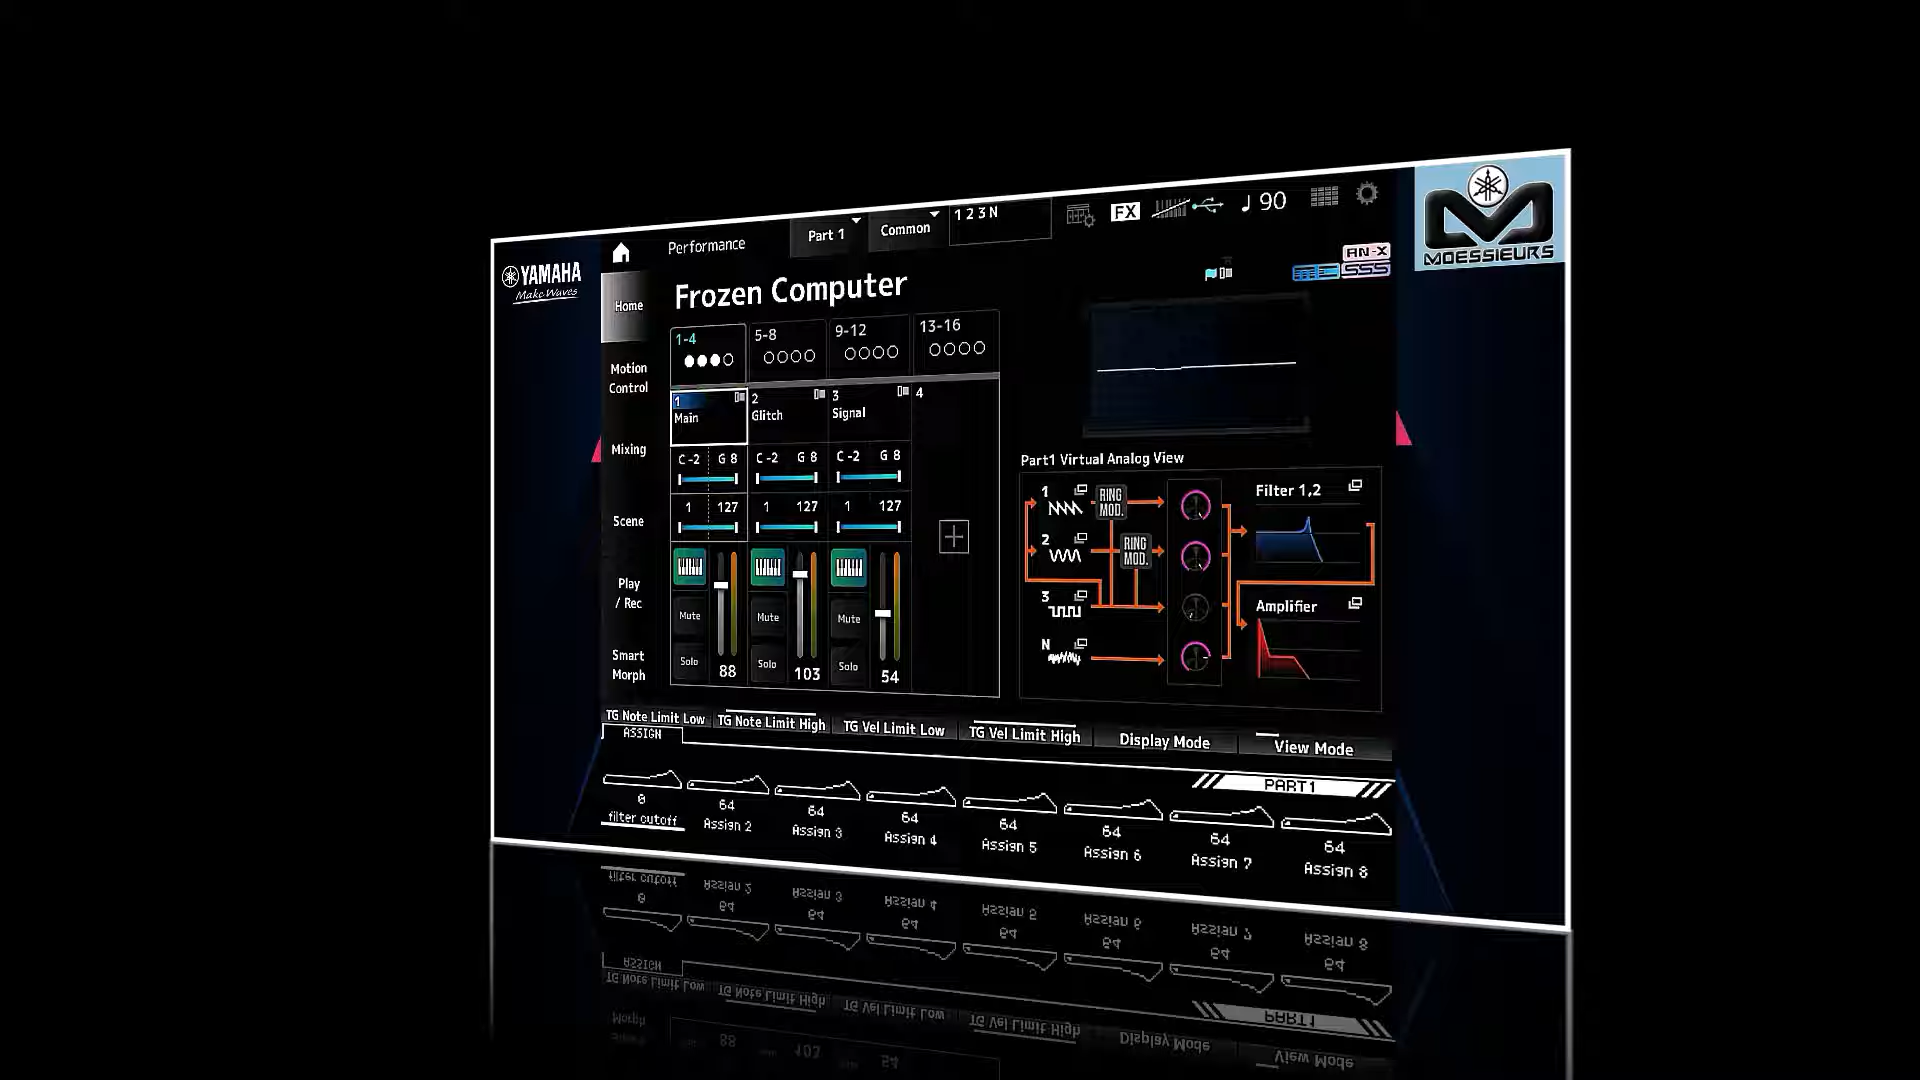 YAMAHA
Make Waves
MOESSIEURS
Performance
Part 1
Common
1 2 3 N
FX
♩ 90
AN-X
SSS
Home
Motion
Control
Mixing
Scene
Play
/ Rec
Smart
Morph
Frozen Computer
1-4
5-8
9-12
13-16
1
Main
2
Glitch
3
Signal
4
C -2 G 8
C -2 G 8
C -2 G 8
1 127
1 127
1 127
Mute
Mute
Mute
Solo
Solo
Solo
88
103
54
Part1 Virtual Analog View
1
RING
MOD.
2
RING
MOD.
3
N
Filter 1,2
Amplifier
TG Note Limit Low
TG Note Limit High
TG Vel Limit Low
TG Vel Limit High
Display Mode
View Mode
ASSIGN
PART1
0
filter cutoff
64
Assign 2
64
Assign 3
64
Assign 4
64
Assign 5
64
Assign 6
64
Assign 7
64
Assign 8